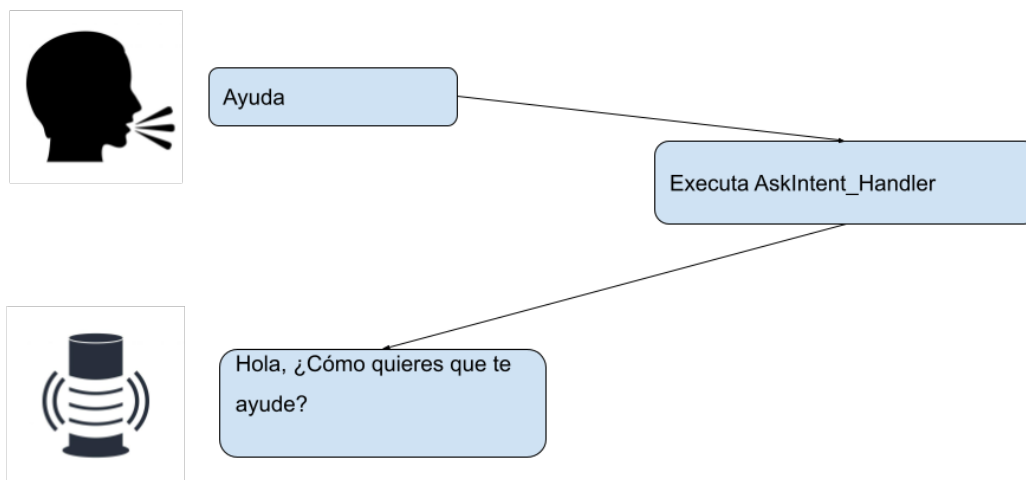 Ayuda
Executa AskIntent_Handler
Hola, ¿Cómo quieres que te
ayude?